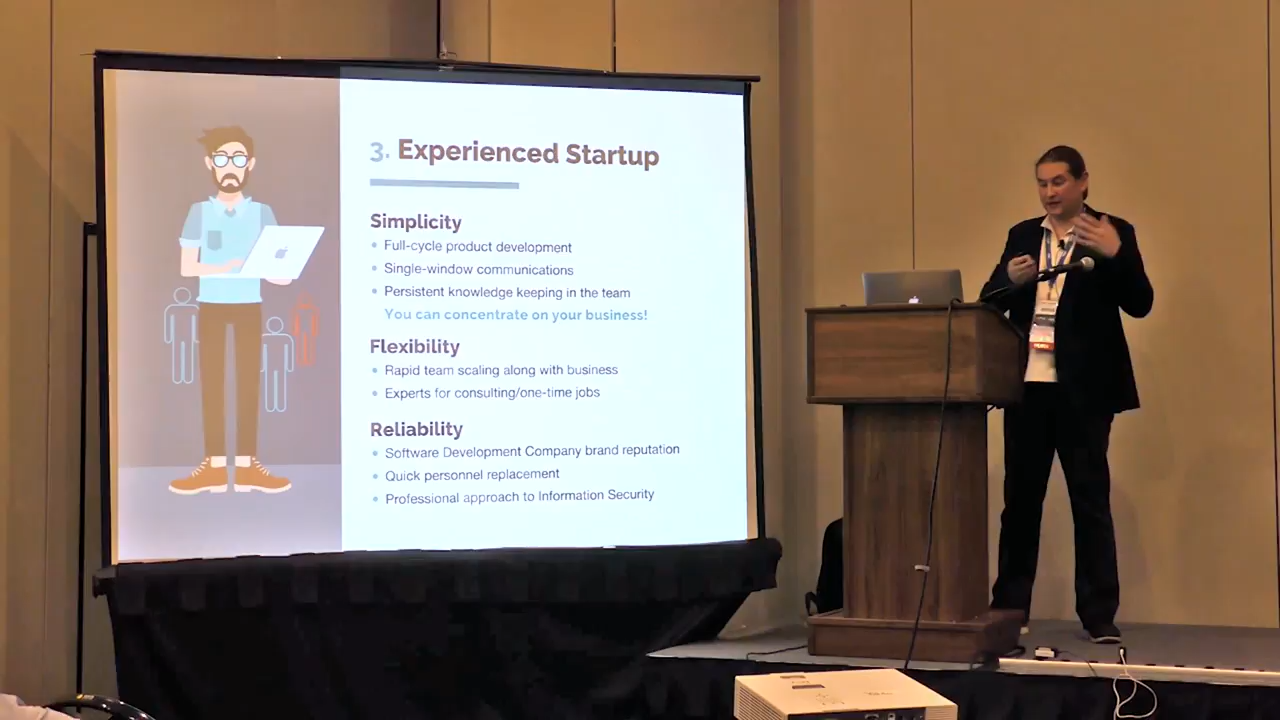 3. Experienced Startup
Simplicity
• Full-cycle product development
• Single-window communications
• Persistent knowledge keeping in the team
You can concentrate on your business!
Flexibility
• Rapid team scaling along with business
• Experts for consulting/one-time jobs
Reliability
• Software Development Company brand reputation
• Quick personnel replacement
• Professional approach to Information Security